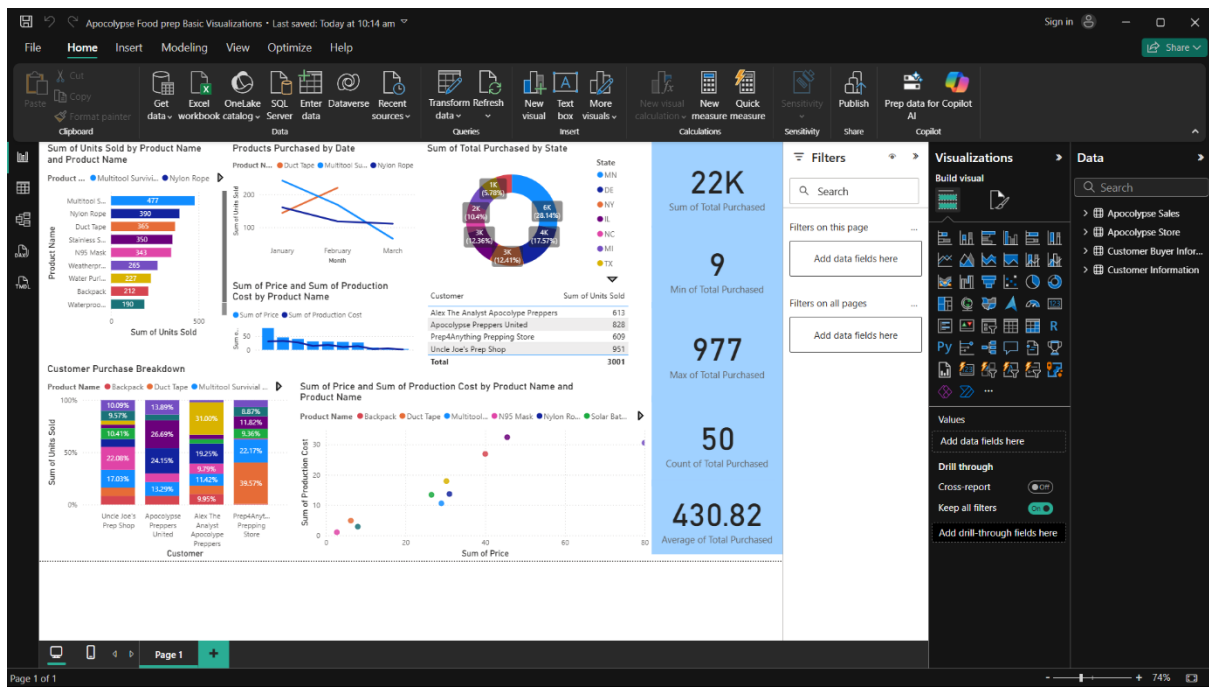 Apocolypse Food prep Basic Visualizations • Last saved: Today at 10:14 am
Sign in
File Home Insert Modeling View Optimize Help
Share
Paste
Cut
Copy
Format painter
Clipboard
Get data
Excel workbook
OneLake catalog
SQL Server
Enter data
Dataverse
Recent sources
Data
Transform data
Refresh
Queries
New visual
Text box
More visuals
Insert
New visual calculation
New measure
Quick measure
Calculations
Sensitivity
Sensitivity
Publish
Share
Prep data for AI
Copilot
Copilot
Sum of Units Sold by Product Name
and Product Name
Product ... Multitool Survivi... Nylon Rope
Product Name
Multitool S... 477
Nylon Rope 390
Duct Tape 365
Stainless S... 350
N95 Mask 343
Weatherpr... 265
Water Puri... 227
Backpack 212
Waterproo... 190
0 500
Sum of Units Sold
Products Purchased by Date
Product N... Duct Tape Multitool Su... Nylon Rope
Sum of Units Sold
200
100
January February March
Month
Sum of Price and Sum of Production
Cost by Product Name
Sum of Price Sum of Production Cost
50
0
Sum of Total Purchased by State
1K
(5.78%)
2K
(10.4%)
3K
(12.36%)
3K
(12.41%)
4K
(17.57%)
6K
(28.14%)
State
MN
DE
NY
IL
NC
MI
TX
Customer Sum of Units Sold
Alex The Analyst Apocolype Preppers 613
Apocolypse Preppers United 828
Prep4Anything Prepping Store 609
Uncle Joe's Prep Shop 951
Total 3001
Customer Purchase Breakdown
Product Name Backpack Duct Tape Multitool Survivial ...
Sum of Units Sold
100%
50%
0%
10.09%
9.57%
10.41%
22.08%
17.03%
13.89%
26.69%
24.15%
13.29%
31.00%
19.25%
9.79%
11.42%
9.95%
8.87%
11.82%
9.36%
22.17%
39.57%
Uncle Joe's
Prep Shop
Apocolypse
Preppers
United
Alex The
Analyst
Apocolype
Preppers
Prep4Anyt...
Prepping
Store
Customer
Sum of Price and Sum of Production Cost by Product Name and
Product Name
Product Name Backpack Duct Tape Multitool... N95 Mask Nylon Ro... Solar Bat...
Sum of Production Cost
30
20
10
0
0 20 40 60 80
Sum of Price
22K
Sum of Total Purchased
9
Min of Total Purchased
977
Max of Total Purchased
50
Count of Total Purchased
430.82
Average of Total Purchased
Filters
Search
Filters on this page ...
Add data fields here
Filters on all pages ...
Add data fields here
Visualizations
Build visual
R
Py
...
Values
Add data fields here
Drill through
Cross-report Off
Keep all filters On
Add drill-through fields here
Data
Search
Apocolypse Sales
Apocolypse Store
Customer Buyer Infor...
Customer Information
Page 1
Page 1 of 1
74%